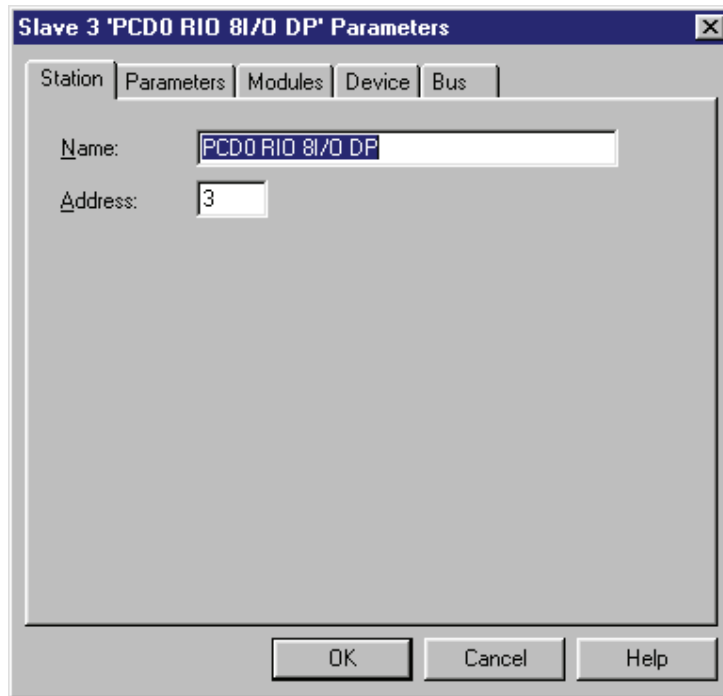 Slave 3 'PCD0 RIO 8I/O DP' Parameters
Station Parameters Modules Device Bus
Name: PCD0 RIO 8I/O DP
Address: 3
OK Cancel Help